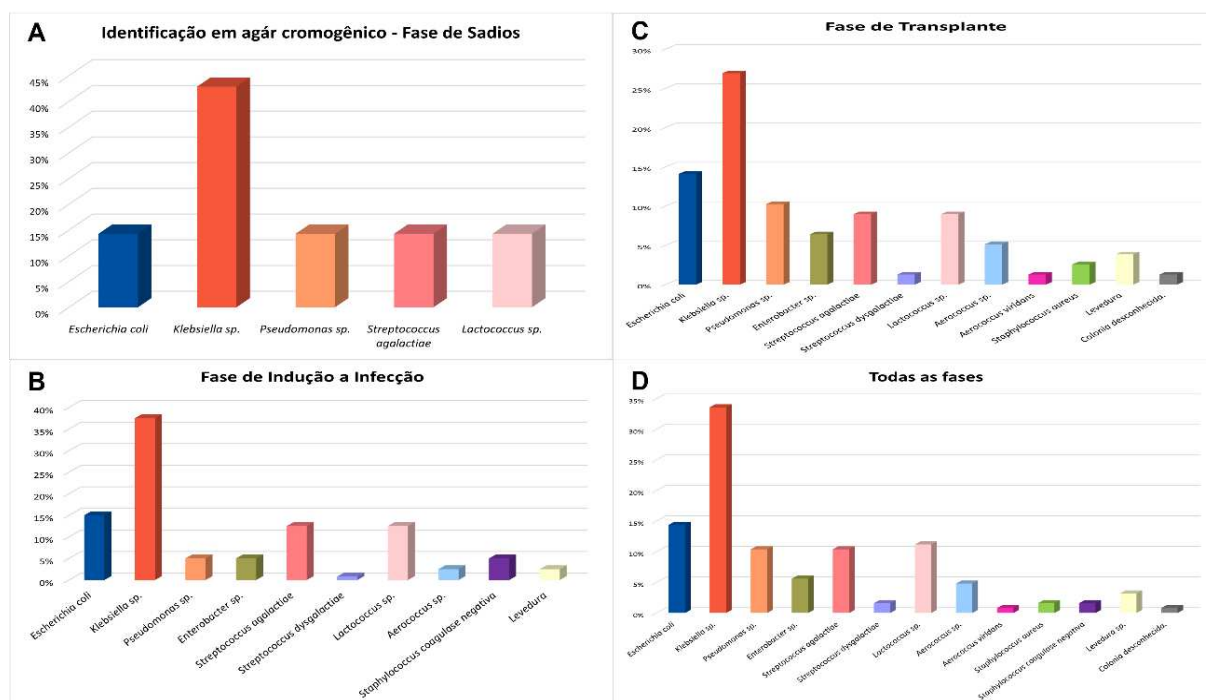 A
Identificação em agár cromogênico - Fase de Sadios
45%
40%
35%
30%
25%
20%
15%
10%
5%
0%
Escherichia coli
Klebsiella sp.
Pseudomonas sp.
Streptococcus
agalactiae
Lactococcus sp.
B
Fase de Indução a Infecção
40%
35%
30%
25%
20%
15%
10%
5%
0%
Escherichia coli
Klebsiella sp.
Pseudomonas sp.
Enterobacter sp.
Streptococcus agalactiae
Streptococcus dysgalactiae
Lactococcus sp.
Aerococcus sp.
Staphylococcus coagulase negativa
Levedura
C
Fase de Transplante
30%
25%
20%
15%
10%
5%
0%
Escherichia coli
Klebsiella sp.
Pseudomonas sp.
Enterobacter sp.
Streptococcus agalactiae
Streptococcus dysgalactiae
Lactococcus sp.
Aerococcus sp.
Aerococcus viridans
Staphylococcus aureus
Levedura
Colonia desconhecida.
D
Todas as fases
35%
30%
25%
20%
15%
10%
5%
0%
Escherichia coli
Klebsiella sp.
Pseudomonas sp.
Enterobacter sp.
Streptococcus agalactiae
Streptococcus dysgalactiae
Lactococcus sp.
Aerococcus sp.
Aerococcus viridans
Staphylococcus aureus
Staphylococcus coagulase negativa
Levedura sp.
Colonia desconhecida.